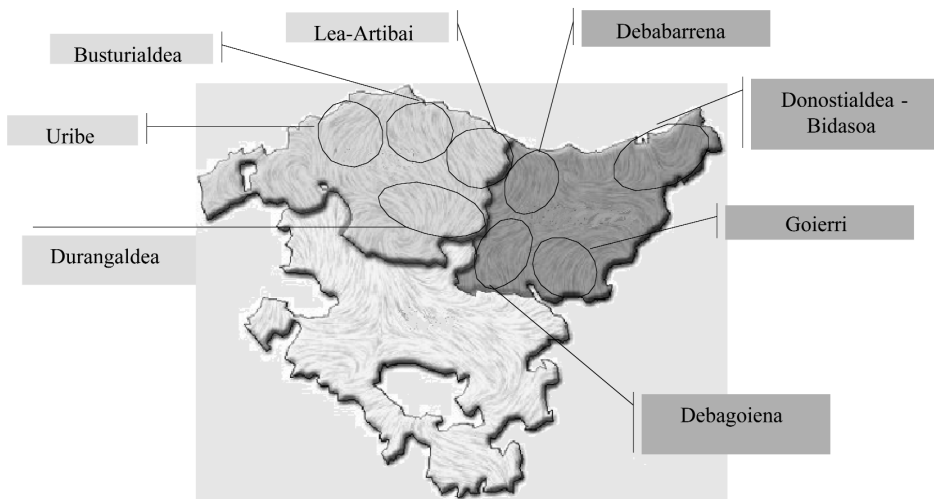 Lea-Artibai
Debabarrena
Busturialdea
Donostialdea -
Bidasoa
Uribe
Goierri
Durangaldea
Debagoiena